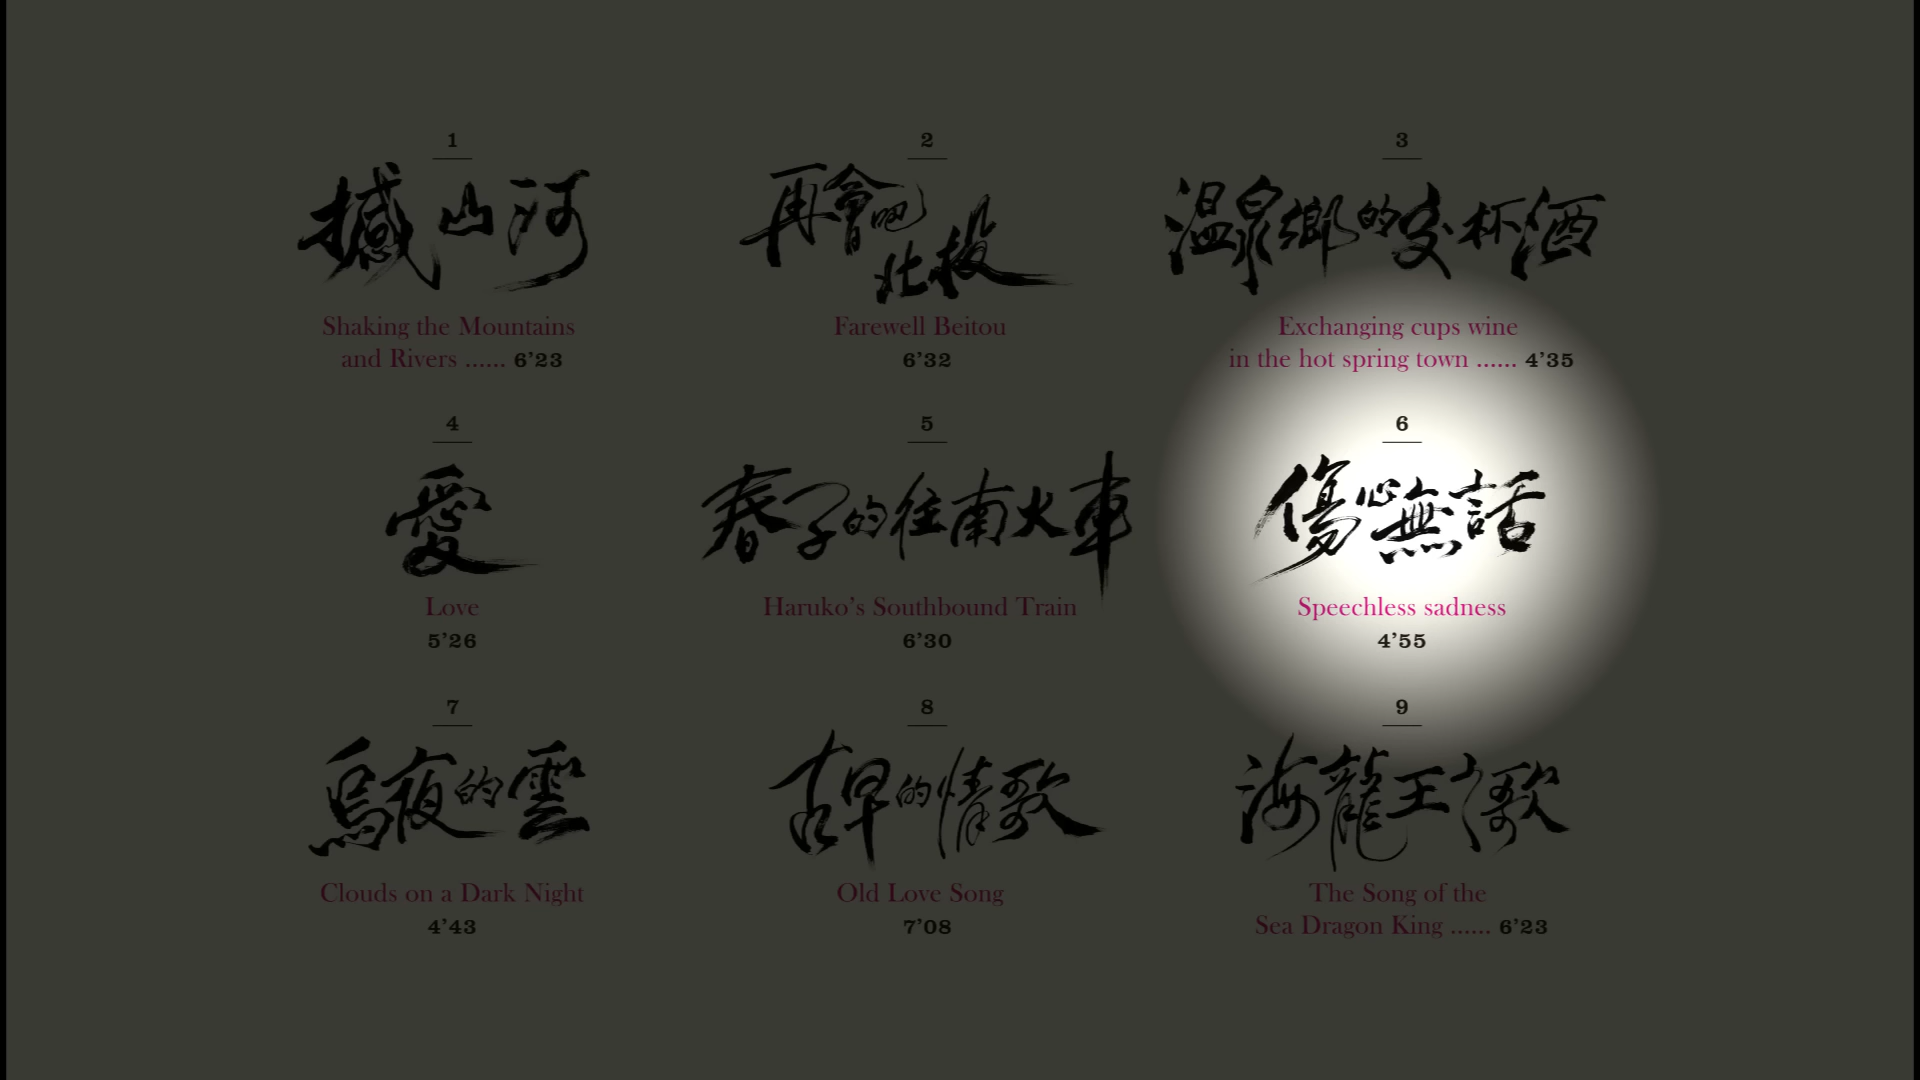 1
撼山河
Shaking the Mountains
and Rivers ...... 6’23
2
再會吧
北投
Farewell Beitou
6’32
3
温泉鄉的交杯酒
Exchanging cups wine
in the hot spring town ...... 4’35
4
愛
Love
5’26
5
春子的往南火車
Haruko’s Southbound Train
6’30
6
傷心無話
Speechless sadness
4’55
7
烏夜的雲
Clouds on a Dark Night
4’43
8
古早的情歌
Old Love Song
7’08
9
海龍王ê歌
The Song of the
Sea Dragon King ...... 6’23